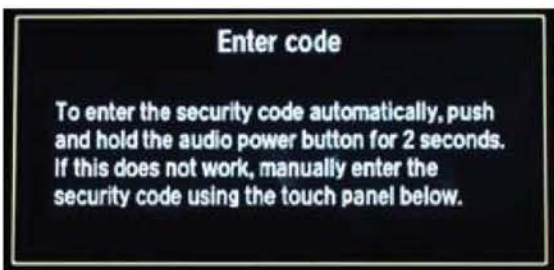 Enter code
To enter the security code automatically, push
and hold the audio power button for 2 seconds.
If this does not work, manually enter the
security code using the touch panel below.